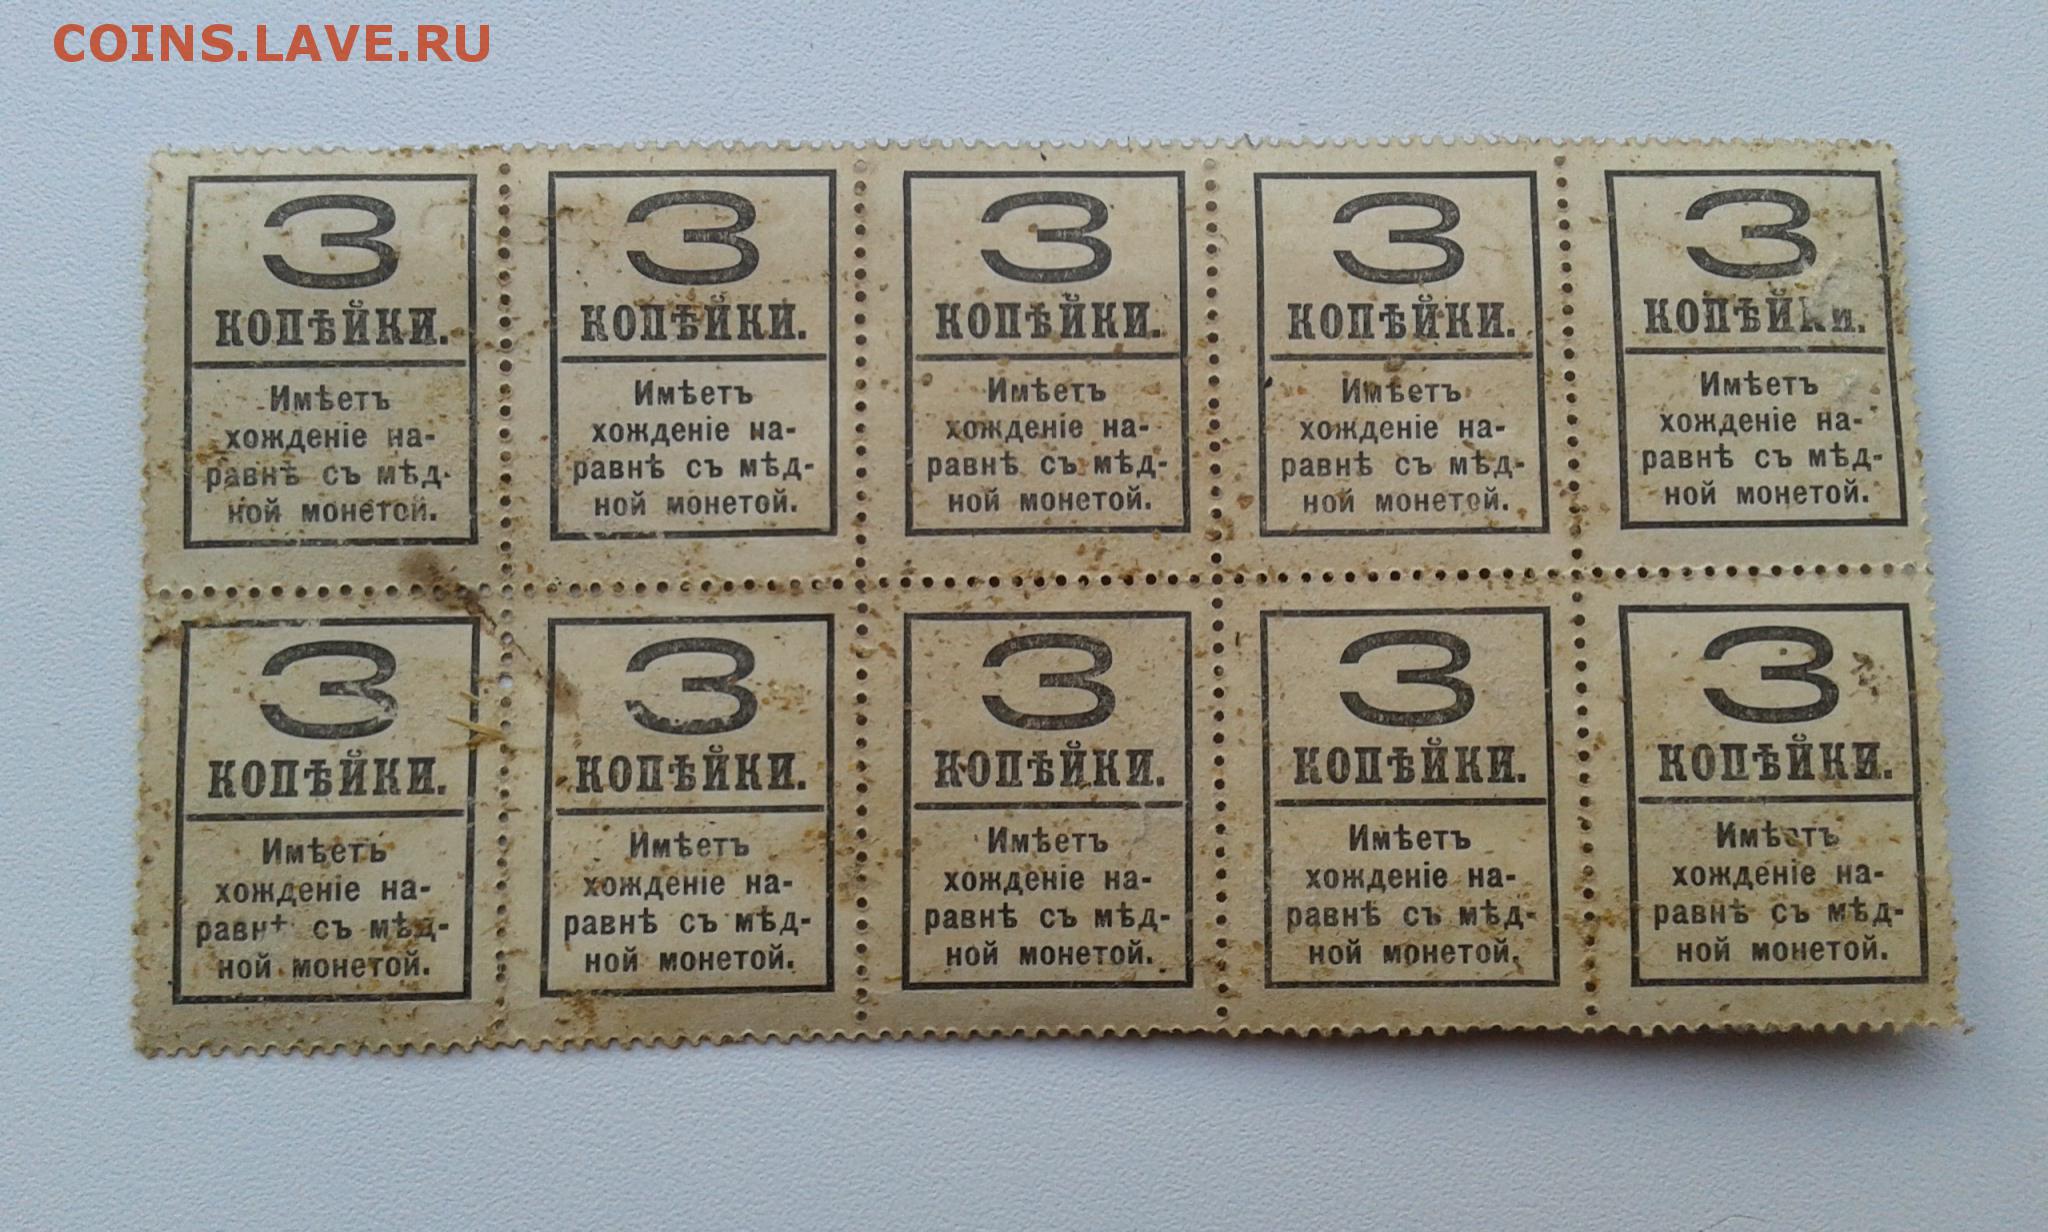 COINS.LAVE.RU
3
КОПѢЙКИ.
Имѣетъ
хожденіе на-
равнѣ съ мѣд-
ной монетой.
3
КОПѢЙКИ.
Имѣетъ
хожденіе на-
равнѣ съ мѣд-
ной монетой.
3
КОПѢЙКИ.
Имѣетъ
хожденіе на-
равнѣ съ мѣд-
ной монетой.
3
КОПѢЙКИ.
Имѣетъ
хожденіе на-
равнѣ съ мѣд-
ной монетой.
3
КОПѢЙКИ.
Имѣетъ
хожденіе на-
равнѣ съ мѣд-
ной монетой.
3
КОПѢЙКИ.
Имѣетъ
хожденіе на-
равнѣ съ мѣд-
ной монетой.
3
КОПѢЙКИ.
Имѣетъ
хожденіе на-
равнѣ съ мѣд-
ной монетой.
3
КОПѢЙКИ.
Имѣетъ
хожденіе на-
равнѣ съ мѣд-
ной монетой.
3
КОПѢЙКИ.
Имѣетъ
хожденіе на-
равнѣ съ мѣд-
ной монетой.
3
КОПѢЙКИ.
Имѣетъ
хожденіе на-
равнѣ съ мѣд-
ной монетой.